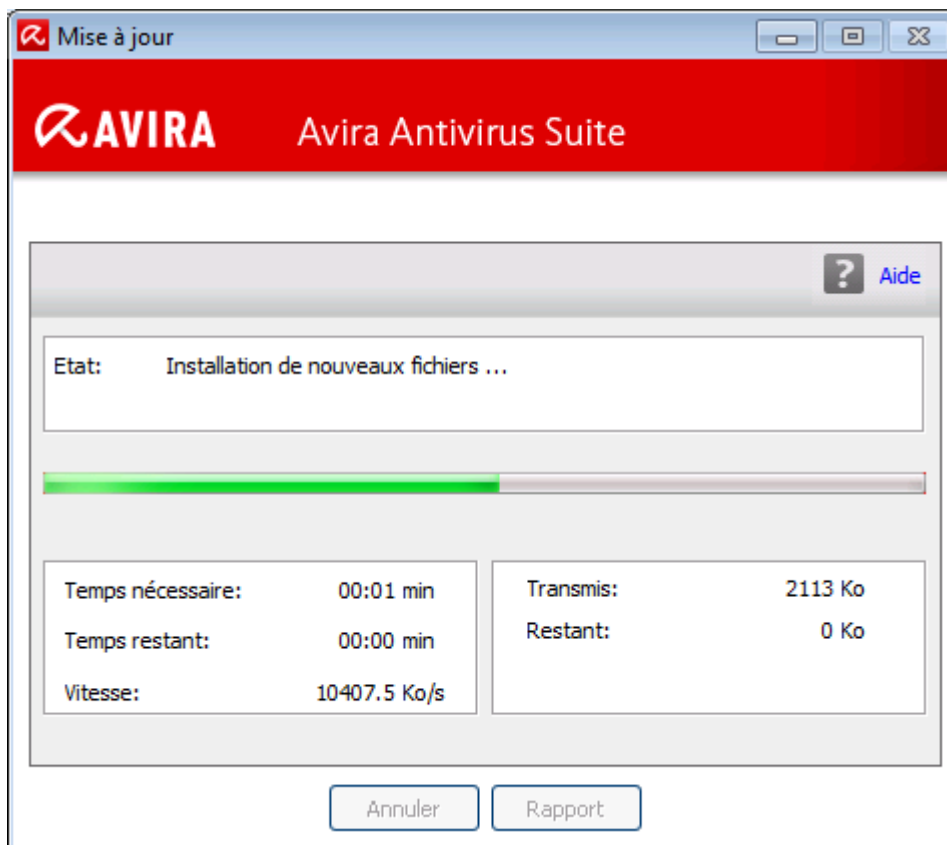 Mise à jour
AVIRA Avira Antivirus Suite
? Aide
Etat: Installation de nouveaux fichiers ...
Temps nécessaire: 00:01 min
Temps restant: 00:00 min
Vitesse: 10407.5 Ko/s
Transmis: 2113 Ko
Restant: 0 Ko
Annuler Rapport